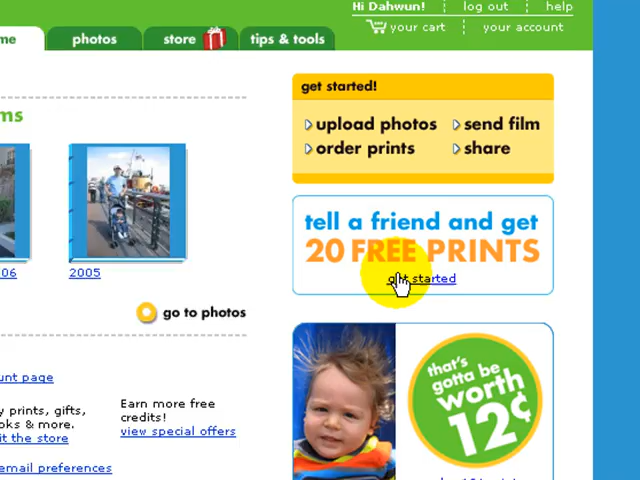 Hi Dahwun! log out help
your cart your account
me photos store tips & tools
get started!
upload photos send film
order prints share
ms
tell a friend and get
20 FREE PRINTS
get started
06 2005
go to photos
unt page
y prints, gifts,
oks & more.
it the store
Earn more free
credits!
view special offers
email preferences
that's
gotta be
worth
12¢